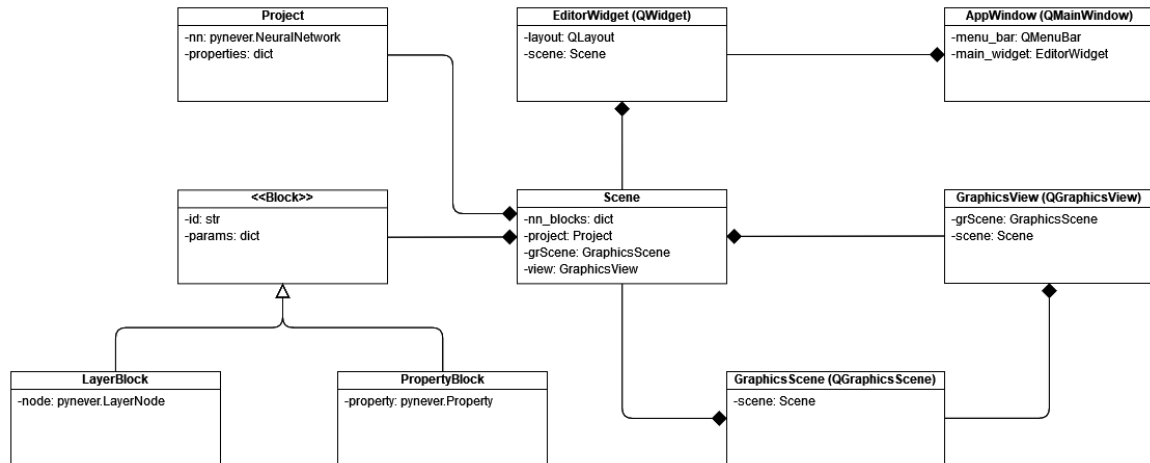 Project
-nn: pynever.NeuralNetwork
-properties: dict
EditorWidget (QWidget)
-layout: QLayout
-scene: Scene
AppWindow (QMainWindow)
-menu_bar: QMenuBar
-main_widget: EditorWidget
<<Block>>
-id: str
-params: dict
Scene
-nn_blocks: dict
-project: Project
-grScene: GraphicsScene
-view: GraphicsView
GraphicsView (QGraphicsView)
-grScene: GraphicsScene
-scene: Scene
LayerBlock
-node: pynever.LayerNode
PropertyBlock
-property: pynever.Property
GraphicsScene (QGraphicsScene)
-scene: Scene